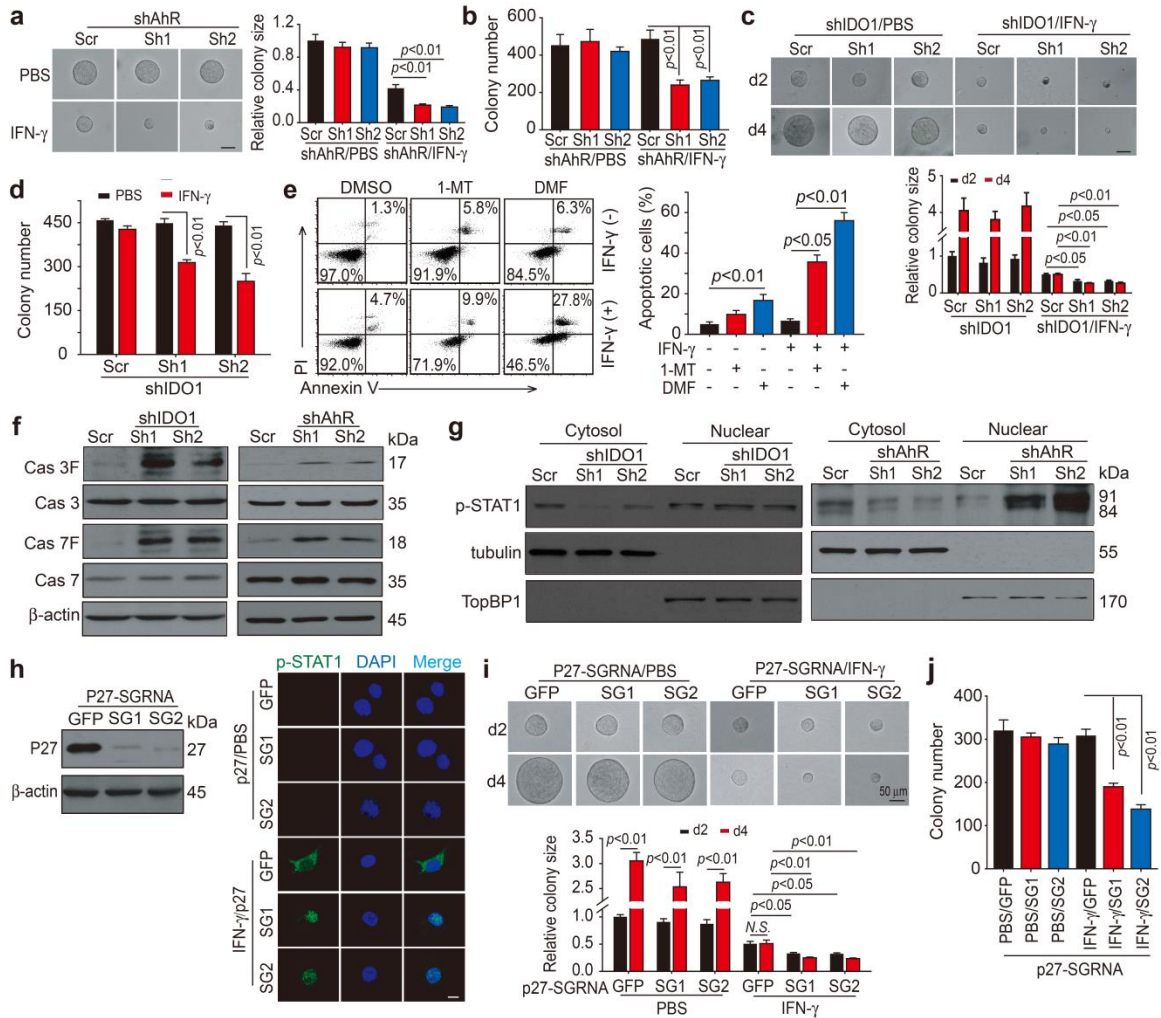 a
shAhR
Scr Sh1 Sh2
PBS
IFN-γ
Relative colony size
1.2
0.8
0.4
0.0
p<0.01
p<0.01
Scr Sh1 Sh2 Scr Sh1 Sh2
shAhR/PBS shAhR/IFN-γ
b
Colony number
600
400
200
0
p<0.01
p<0.01
Scr Sh1 Sh2 Scr Sh1 Sh2
shAhR/PBS shAhR/IFN-γ
c
shIDO1/PBS shIDO1/IFN-γ
Scr Sh1 Sh2 Scr Sh1 Sh2
d2
d4
Relative colony size
d2 d4
4
2
1
0
p<0.01
p<0.05
p<0.01
p<0.05
Scr Sh1 Sh2 Scr Sh1 Sh2
shIDO1 shIDO1/IFN-γ
d
PBS IFN-γ
Colony number
450
300
150
0
p<0.01
p<0.01
Scr Sh1 Sh2
shIDO1
e
DMSO 1-MT DMF
1.3% 5.8% 6.3%
97.0% 91.9% 84.5%
IFN-γ (-)
4.7% 9.9% 27.8%
92.0% 71.9% 46.5%
IFN-γ (+)
PI
Annexin V
Apoptotic cells (%)
60
40
20
0
p<0.01
p<0.05
p<0.01
IFN-γ - - - + + +
1-MT - + - - + -
DMF - - + - - +
f
shIDO1 shAhR
Scr Sh1 Sh2 Scr Sh1 Sh2 kDa
Cas 3F 17
Cas 3 35
Cas 7F 18
Cas 7 35
β-actin 45
g
Cytosol Nuclear Cytosol Nuclear
shIDO1 shIDO1 shAhR shAhR
Scr Sh1 Sh2 Scr Sh1 Sh2 Scr Sh1 Sh2 Scr Sh1 Sh2 kDa
p-STAT1 91
84
tubulin 55
TopBP1 170
h
P27-SGRNA
GFP SG1 SG2 kDa
P27 27
β-actin 45
p-STAT1 DAPI Merge
p27/PBS
GFP
SG1
SG2
IFN-γ/p27
GFP
SG1
SG2
i
P27-SGRNA/PBS P27-SGRNA/IFN-γ
GFP SG1 SG2 GFP SG1 SG2
d2
d4
50 μm
d2 d4
Relative colony size
3.5
3.0
2.5
2.0
1.0
0.5
0.0
p<0.01
p<0.01
p<0.01
p<0.01
p<0.01
p<0.05
p<0.05
N.S.
p27-SGRNA GFP SG1 SG2 GFP SG1 SG2
PBS IFN-γ
j
Colony number
400
300
200
100
0
p<0.01
p<0.01
PBS/GFP
PBS/SG1
PBS/SG2
IFN-γ/GFP
IFN-γ/SG1
IFN-γ/SG2
p27-SGRNA